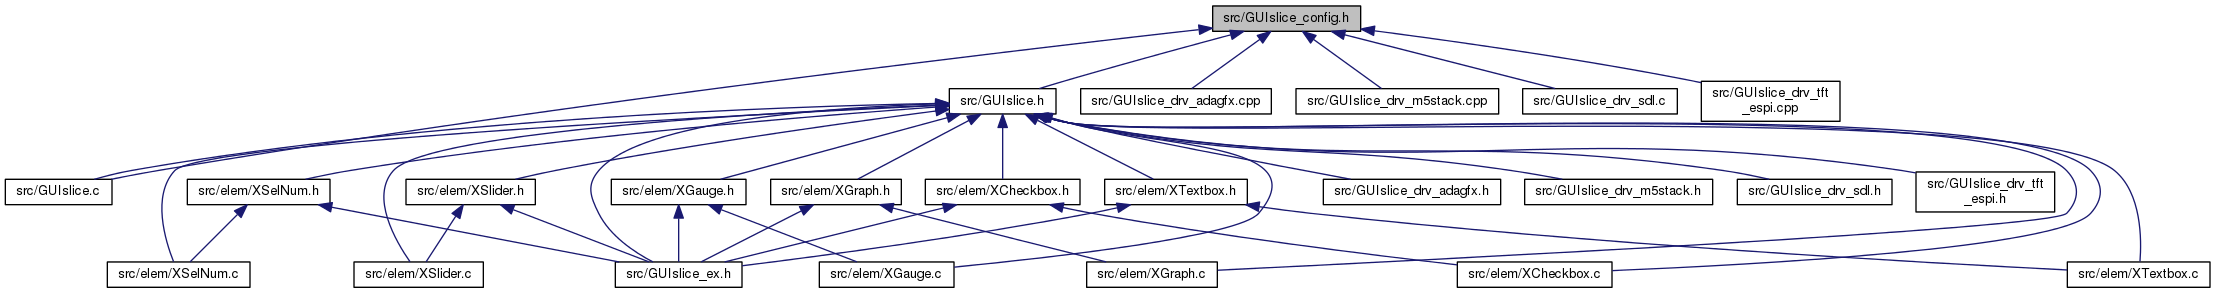 src/GUIslice_config.h
src/GUIslice.h
src/GUIslice_drv_adagfx.cpp
src/GUIslice_drv_m5stack.cpp
src/GUIslice_drv_sdl.c
src/GUIslice_drv_tft
_espi.cpp
src/GUIslice.c
src/elem/XSelNum.h
src/elem/XSlider.h
src/elem/XGauge.h
src/elem/XGraph.h
src/elem/XCheckbox.h
src/elem/XTextbox.h
src/GUIslice_drv_adagfx.h
src/GUIslice_drv_m5stack.h
src/GUIslice_drv_sdl.h
src/GUIslice_drv_tft
_espi.h
src/elem/XSelNum.c
src/elem/XSlider.c
src/GUIslice_ex.h
src/elem/XGauge.c
src/elem/XGraph.c
src/elem/XCheckbox.c
src/elem/XTextbox.c